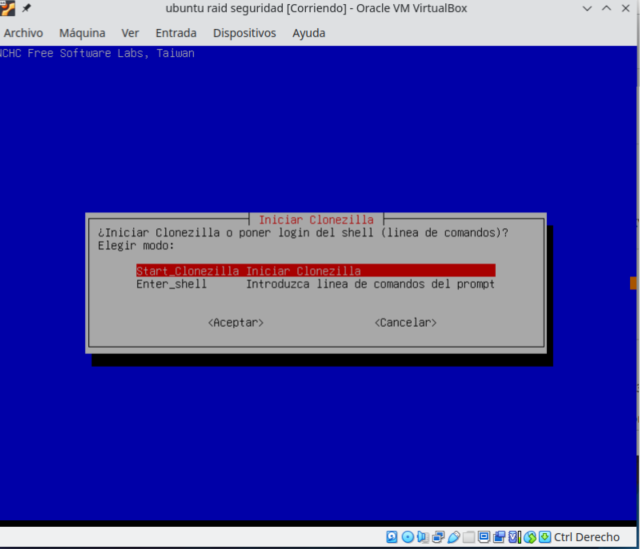 ubuntu raid seguridad [Corriendo] - Oracle VM VirtualBox
Archivo Máquina Ver Entrada Dispositivos Ayuda
NCHC Free Software Labs, Taiwan
Iniciar Clonezilla
¿Iniciar Clonezilla o poner login del shell (linea de comandos)?
Elegir modo:
Start_Clonezilla Iniciar Clonezilla
Enter_shell Introduzca linea de comandos del prompt
<Aceptar> <Cancelar>
Ctrl Derecho